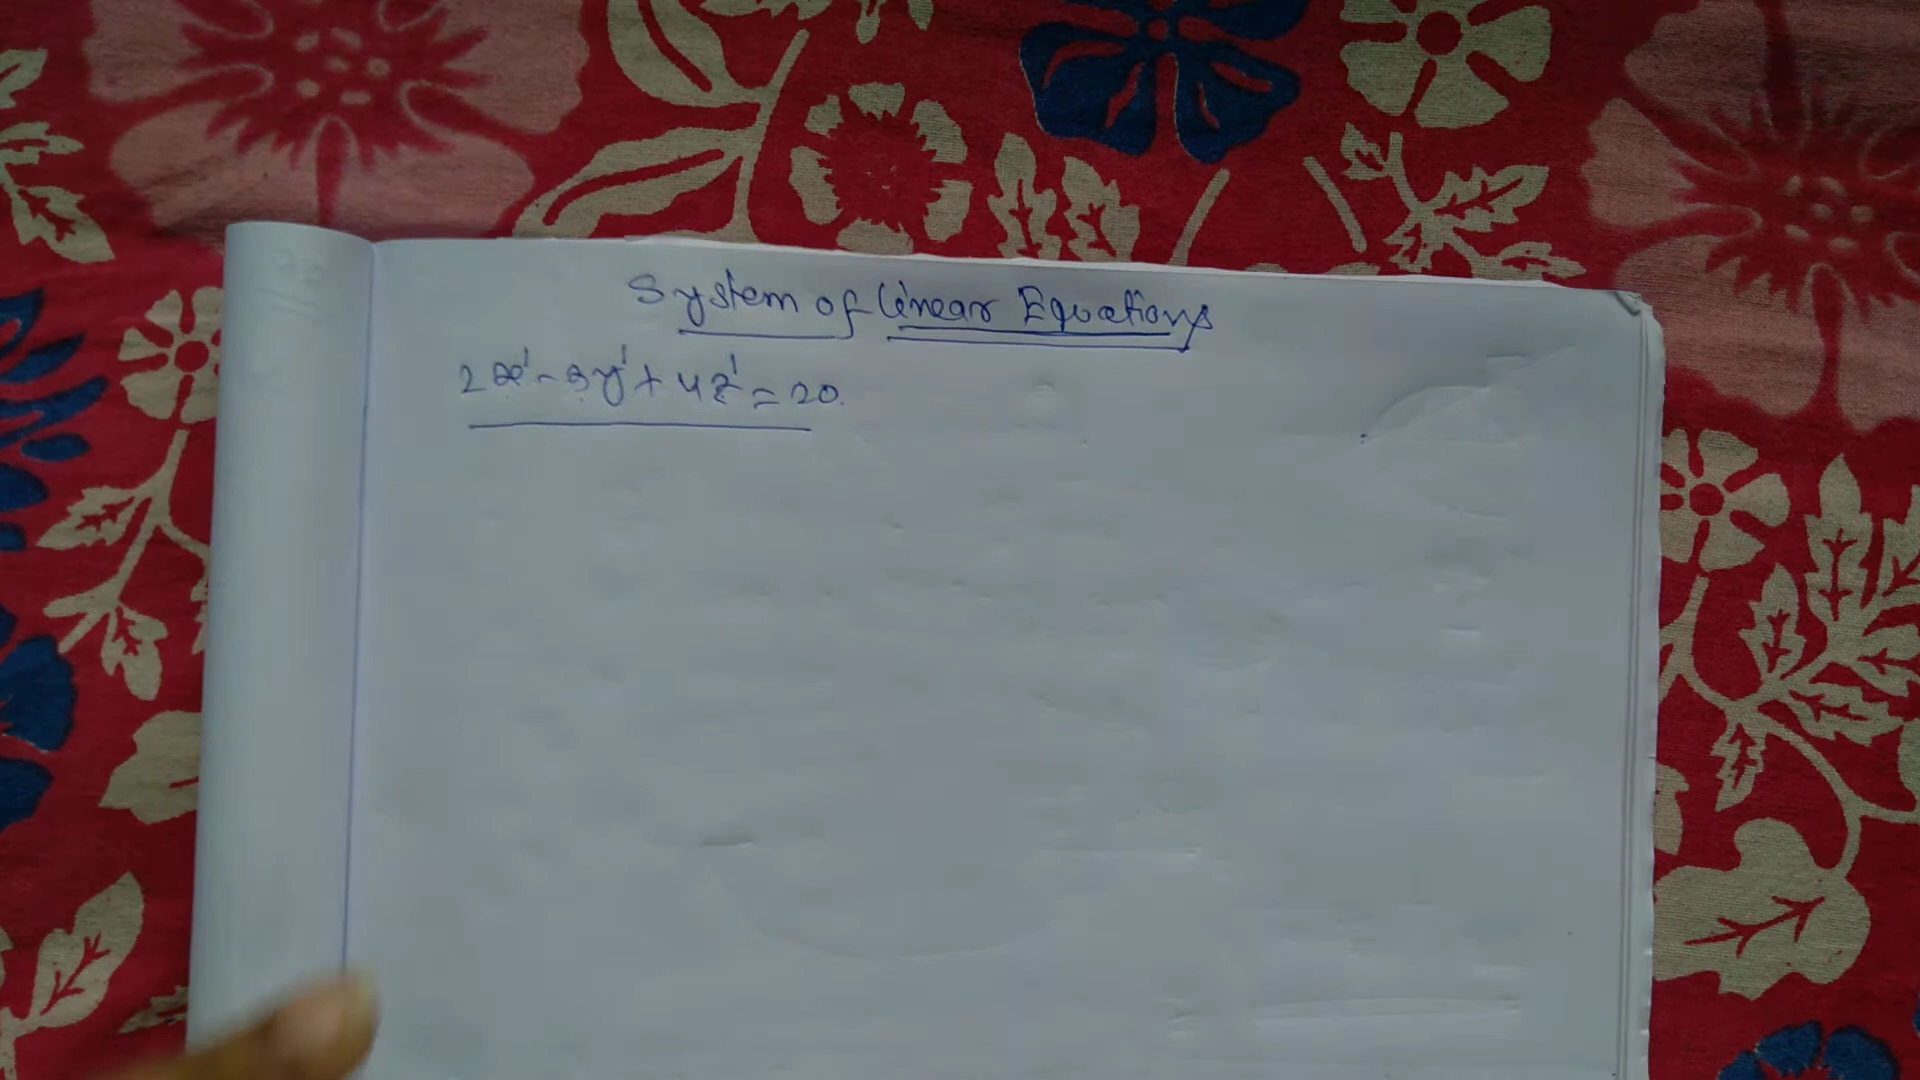 System of linear Equations
2x¹ - 3y¹ + 4z¹ = 20.